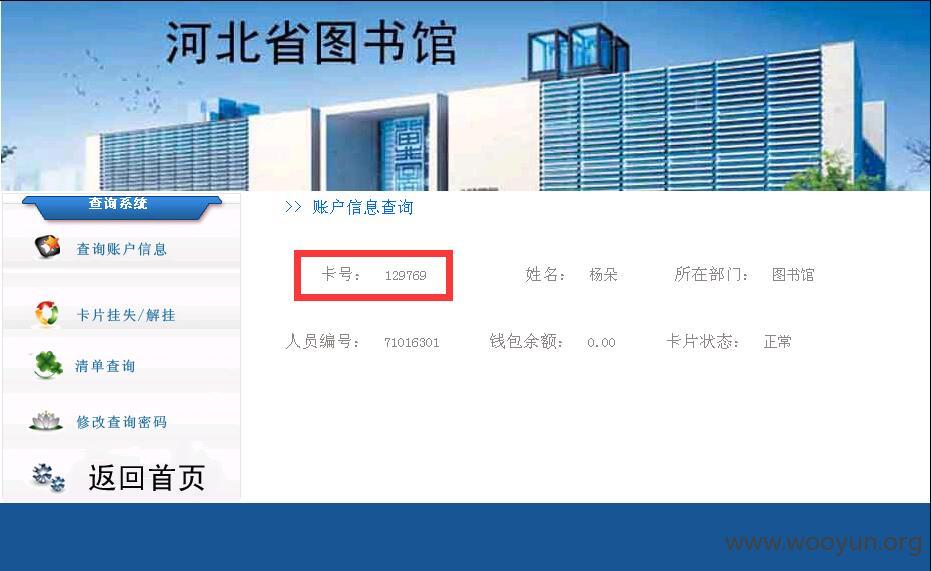 河北省图书馆
查询系统
查询账户信息
卡片挂失/解挂
清单查询
修改查询密码
返回首页
>> 账户信息查询
卡号： 129769 姓名： 杨朵 所在部门： 图书馆
人员编号： 71016301 钱包余额： 0.00 卡片状态： 正常
www.wooyun.org